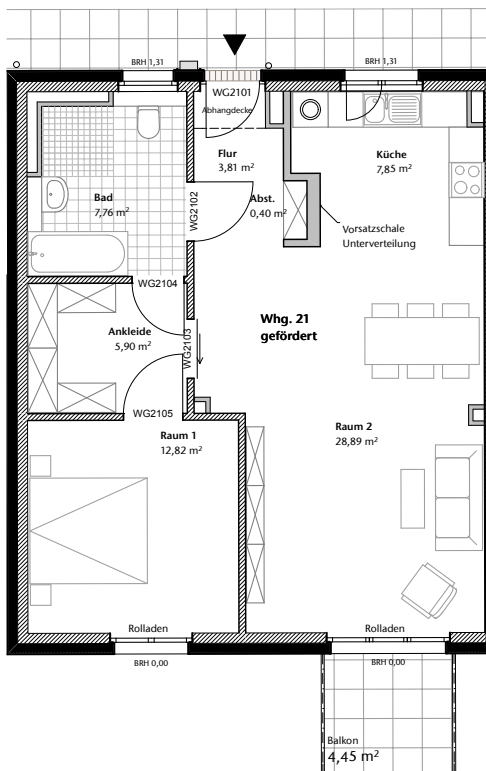 BRH 1,31
BRH 1,31
WG2101
Abhangdecke
Flur
3,81 m²
Küche
7,85 m²
Bad
7,76 m²
WG2102
Abst.
0,40 m²
Vorsatzschale
Unterverteilung
WG2104
Whg. 21
gefördert
Ankleide
5,90 m²
WG2103
WG2105
Raum 1
12,82 m²
Raum 2
28,89 m²
Rolladen
Rolladen
BRH 0,00
BRH 0,00
Balkon
4,45 m²